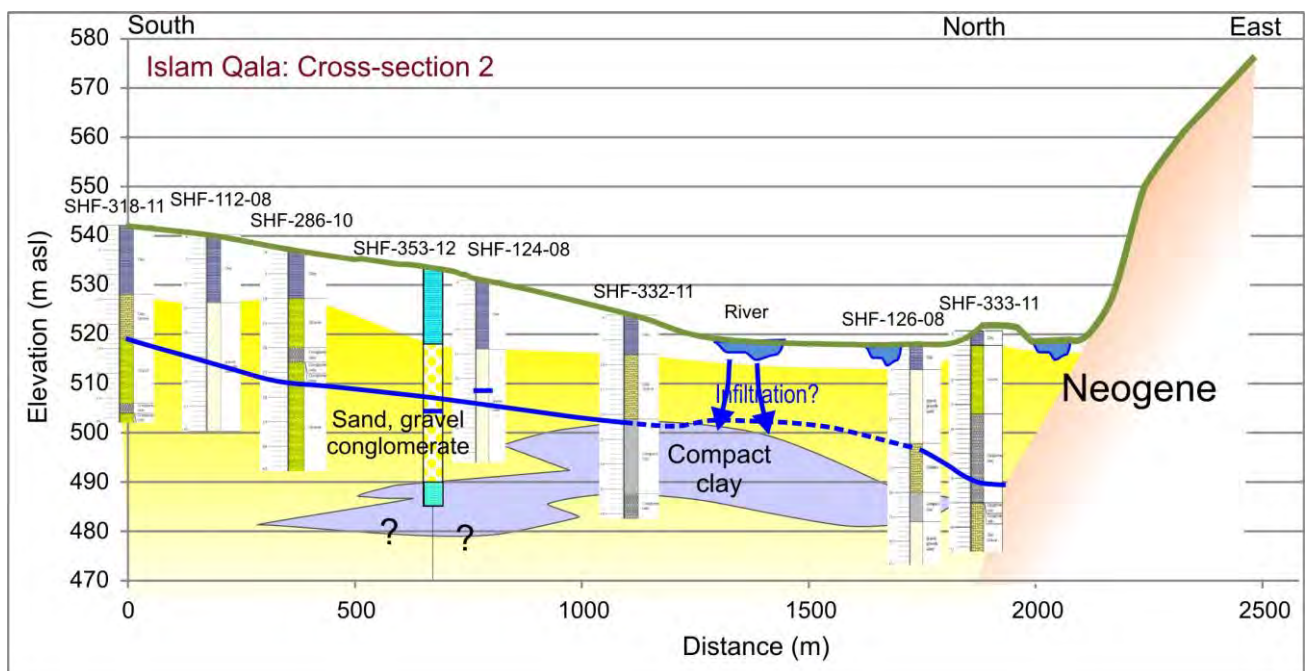 South
North
East
Islam Qala: Cross-section 2
580
570
560
550
540
530
520
510
500
490
480
470
Elevation (m asl)
SHF-318-11
SHF-112-08
SHF-286-10
SHF-353-12
SHF-124-08
SHF-332-11
River
SHF-126-08
SHF-333-11
Infiltration?
Neogene
Sand, gravel
conglomerate
Compact
clay
?
?
0
500
1000
1500
2000
2500
Distance (m)